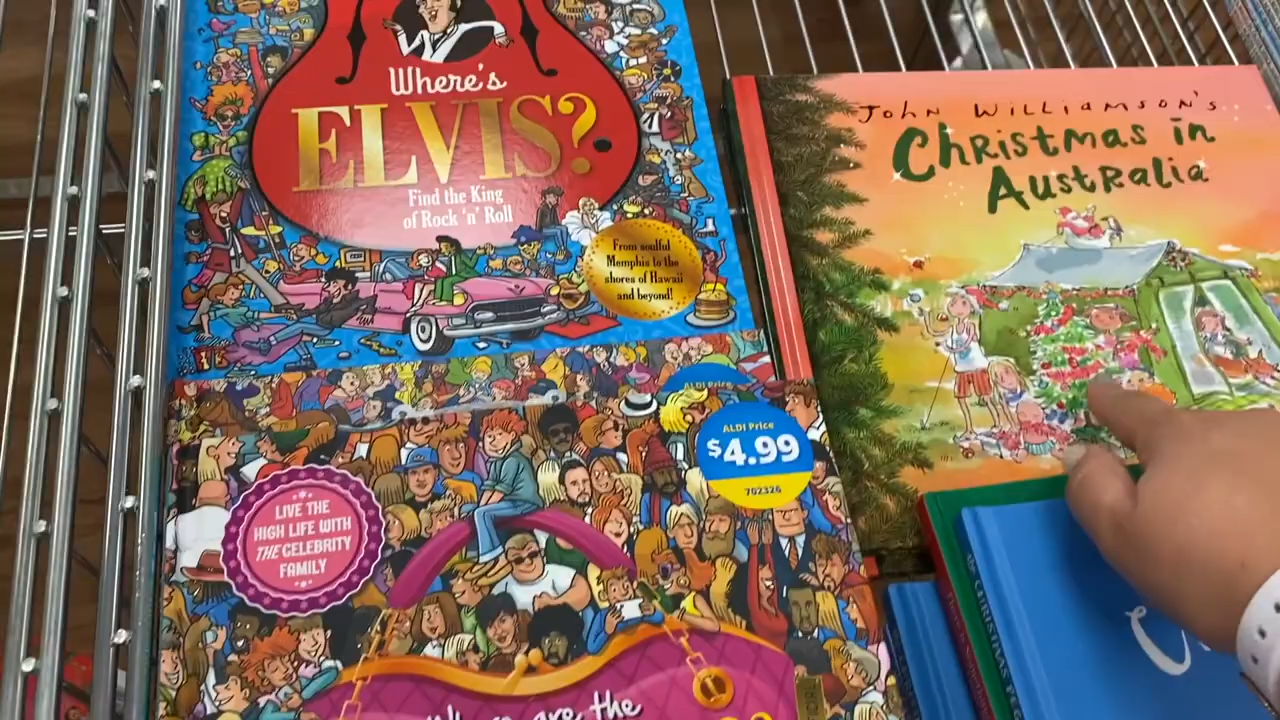 Where's
ELVIS?
Find the King
of Rock 'n' Roll
From soulful
Memphis to the
shores of Hawaii
and beyond!
JOHN WILLIAMSON'S
Christmas in
Australia
ALDI Price
ALDI Price
$4.99
702326
LIVE THE
HIGH LIFE WITH
THE CELEBRITY
FAMILY
are the